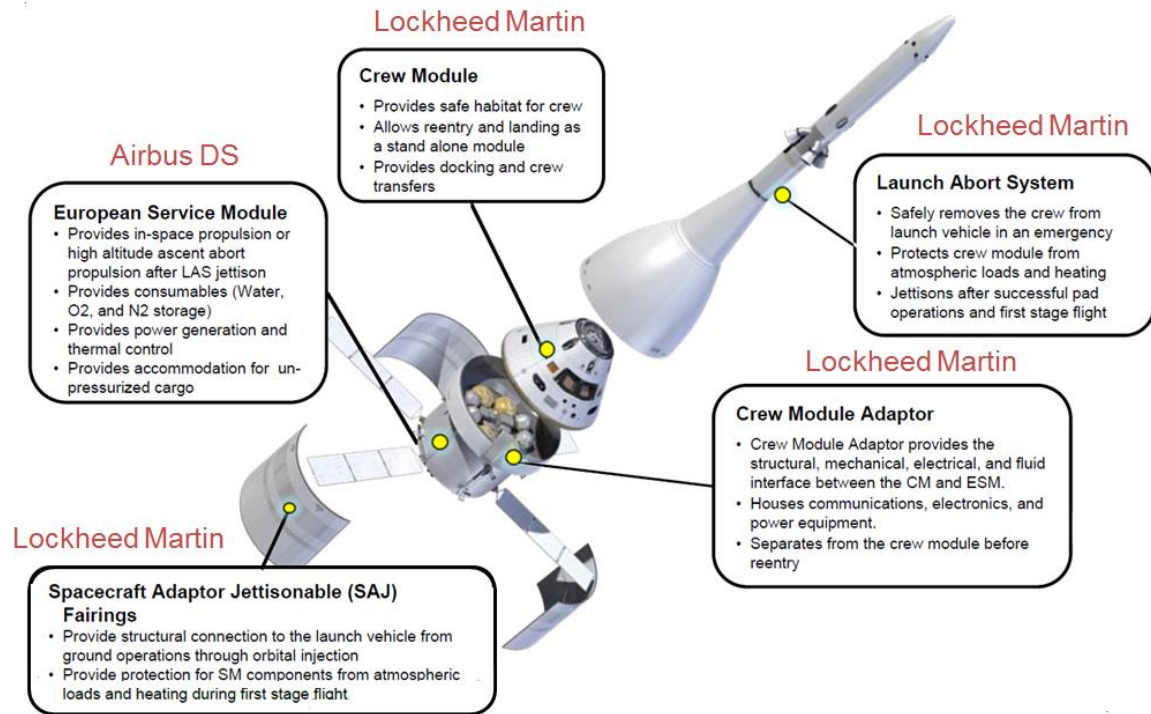 Lockheed Martin
Crew Module
• Provides safe habitat for crew
• Allows reentry and landing as
a stand alone module
• Provides docking and crew
transfers
Airbus DS
European Service Module
• Provides in-space propulsion or
high altitude ascent abort
propulsion after LAS jettison
• Provides consumables (Water,
O2, and N2 storage)
• Provides power generation and
thermal control
• Provides accommodation for un-
pressurized cargo
Lockheed Martin
Launch Abort System
• Safely removes the crew from
launch vehicle in an emergency
• Protects crew module from
atmospheric loads and heating
• Jettisons after successful pad
operations and first stage flight
Lockheed Martin
Crew Module Adaptor
• Crew Module Adaptor provides the
structural, mechanical, electrical, and fluid
interface between the CM and ESM.
• Houses communications, electronics, and
power equipment.
• Separates from the crew module before
reentry
Lockheed Martin
Spacecraft Adaptor Jettisonable (SAJ)
Fairings
• Provide structural connection to the launch vehicle from
ground operations through orbital injection
• Provide protection for SM components from atmospheric
loads and heating during first stage flight